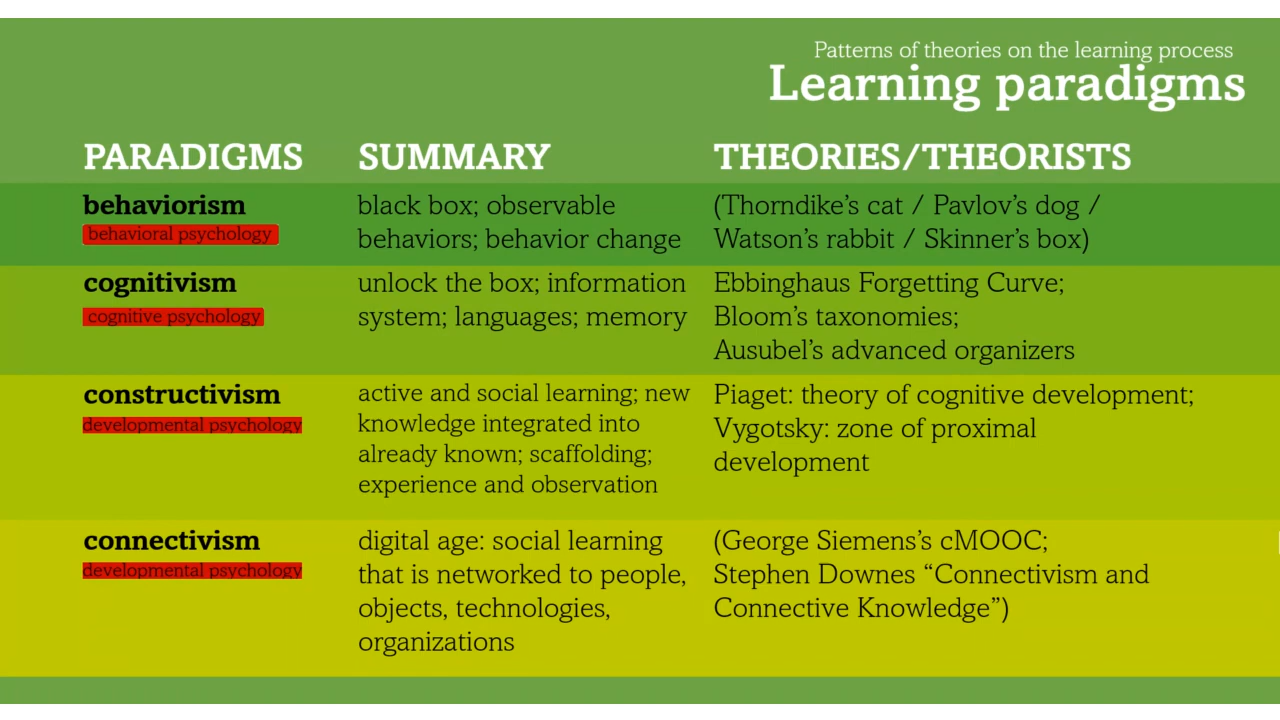 Patterns of theories on the learning process
Learning paradigms
PARADIGMS SUMMARY THEORIES/THEORISTS
behaviorism
behavioral psychology
black box; observable
behaviors; behavior change
(Thorndike’s cat / Pavlov’s dog /
Watson’s rabbit / Skinner’s box)
cognitivism
cognitive psychology
unlock the box; information
system; languages; memory
Ebbinghaus Forgetting Curve;
Bloom’s taxonomies;
Ausubel’s advanced organizers
constructivism
developmental psychology
active and social learning; new
knowledge integrated into
already known; scaffolding;
experience and observation
Piaget: theory of cognitive development;
Vygotsky: zone of proximal
development
connectivism
developmental psychology
digital age: social learning
that is networked to people,
objects, technologies,
organizations
(George Siemens’s cMOOC;
Stephen Downes “Connectivism and
Connective Knowledge”)